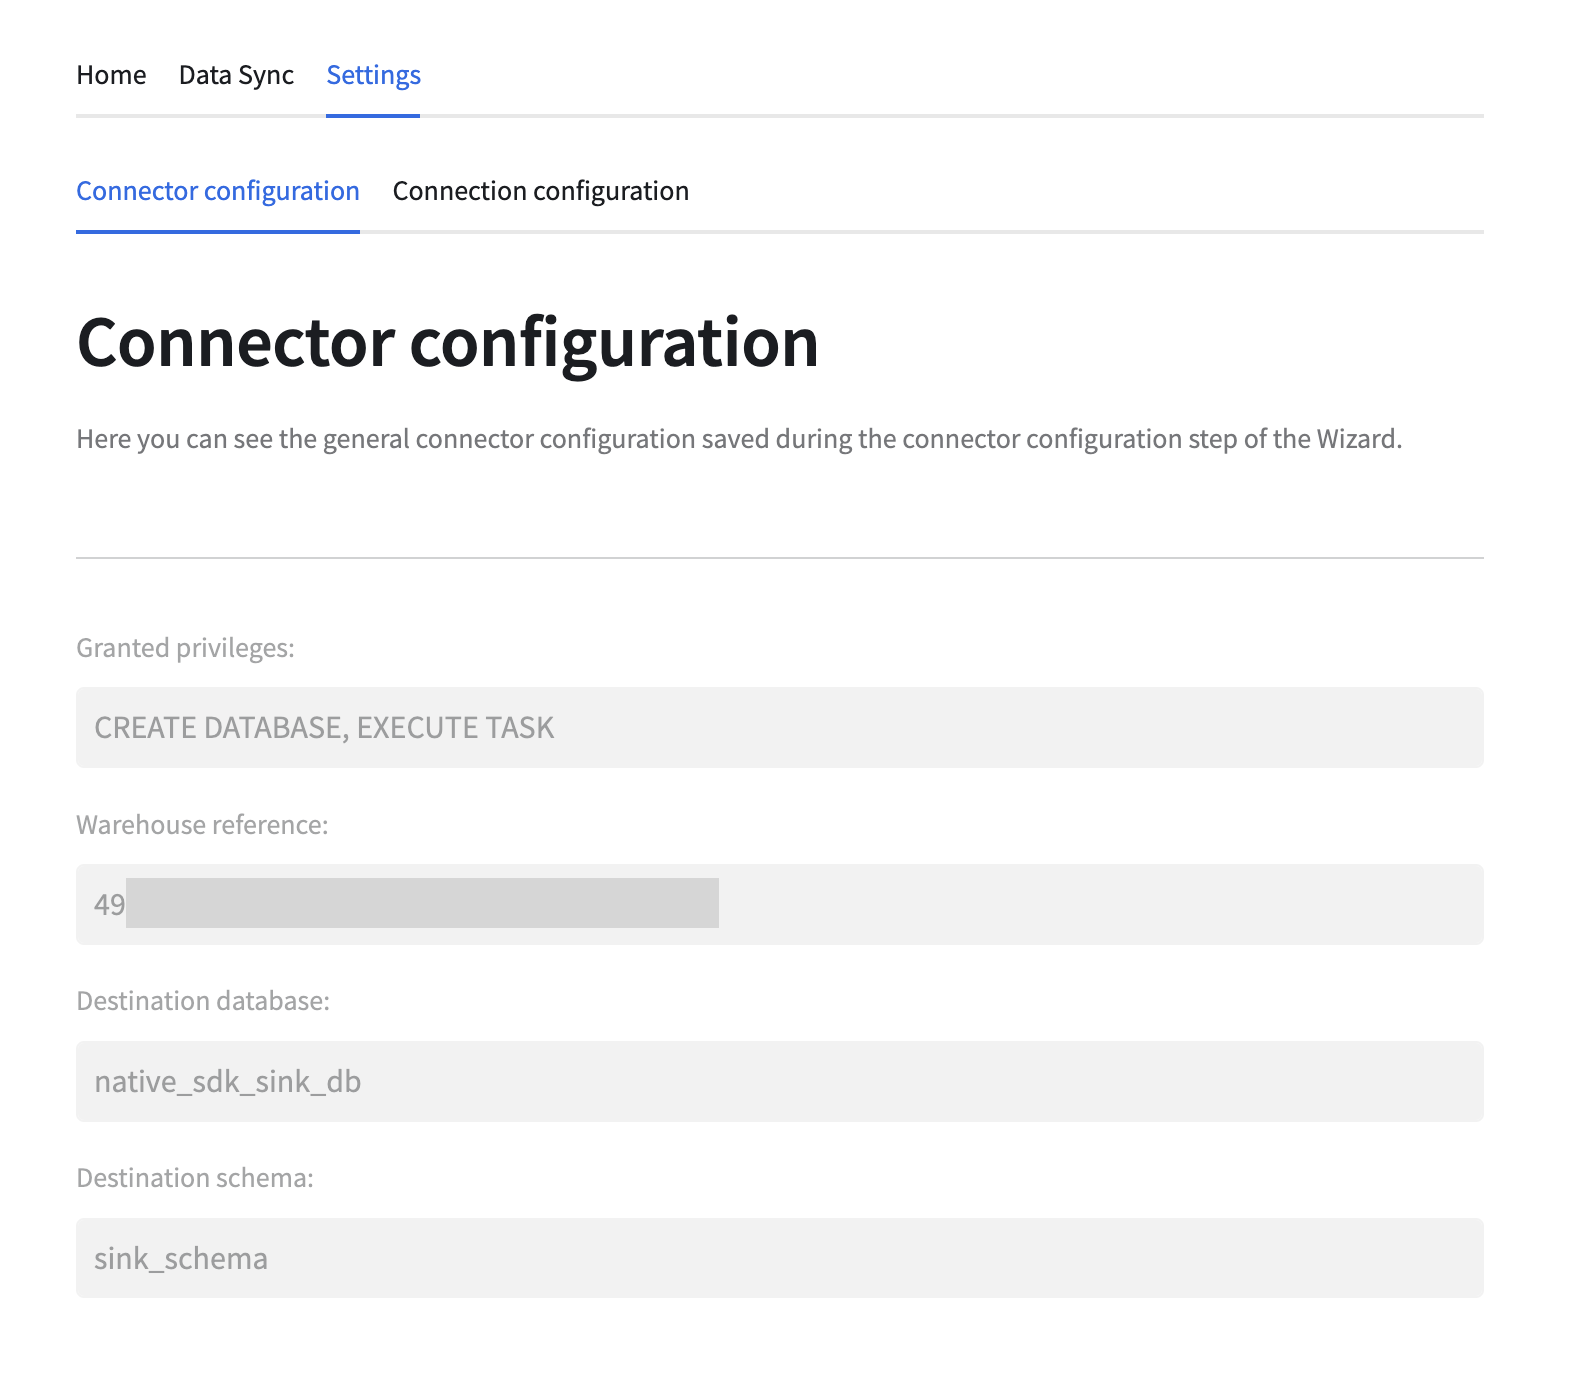 Home Data Sync Settings
Connector configuration Connection configuration
Connector configuration
Here you can see the general connector configuration saved during the connector configuration step of the Wizard.
Granted privileges:
CREATE DATABASE, EXECUTE TASK
Warehouse reference:
49
Destination database:
native_sdk_sink_db
Destination schema:
sink_schema